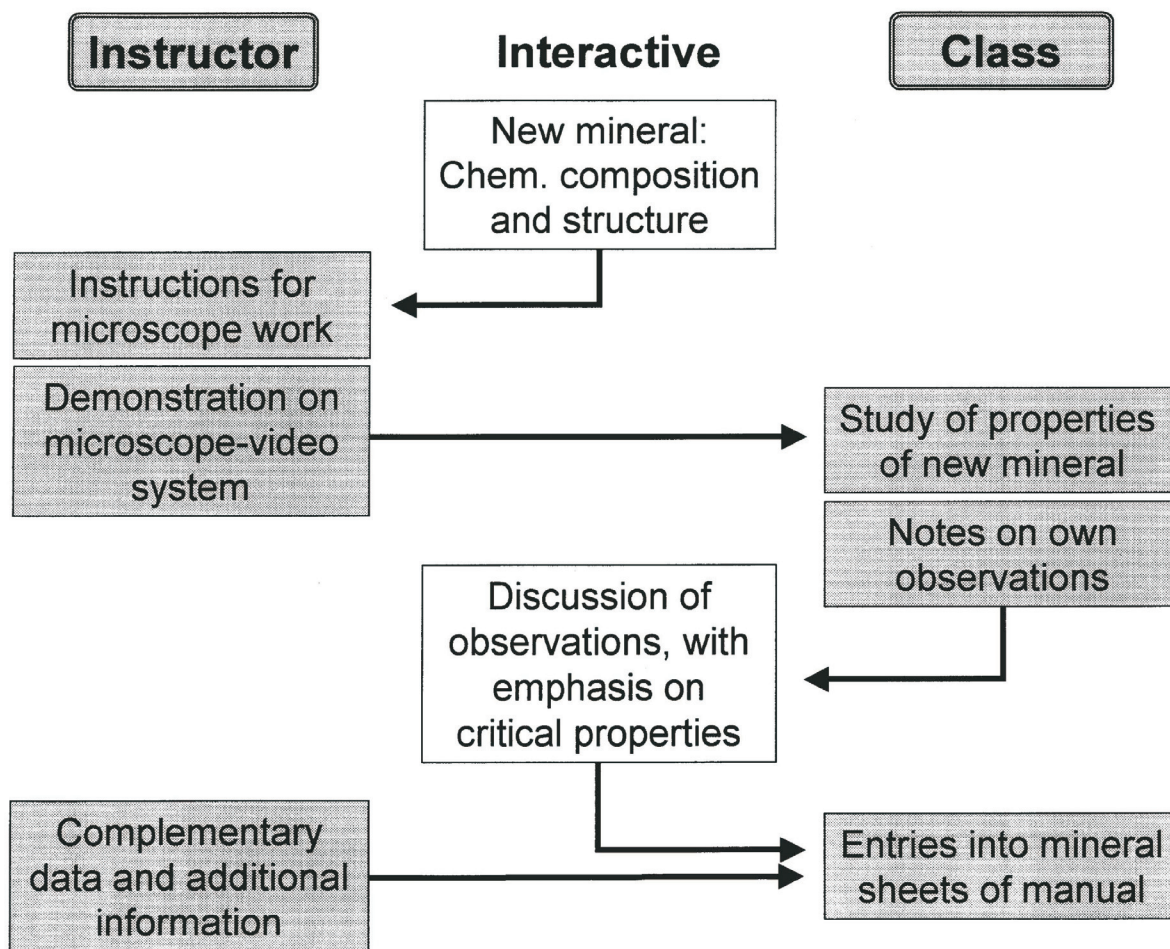 Instructor
Interactive
Class
New mineral:
Chem. composition
and structure
Instructions for
microscope work
Demonstration on
microscope-video
system
Study of properties
of new mineral
Notes on own
observations
Discussion of
observations, with
emphasis on
critical properties
Complementary
data and additional
information
Entries into mineral
sheets of manual